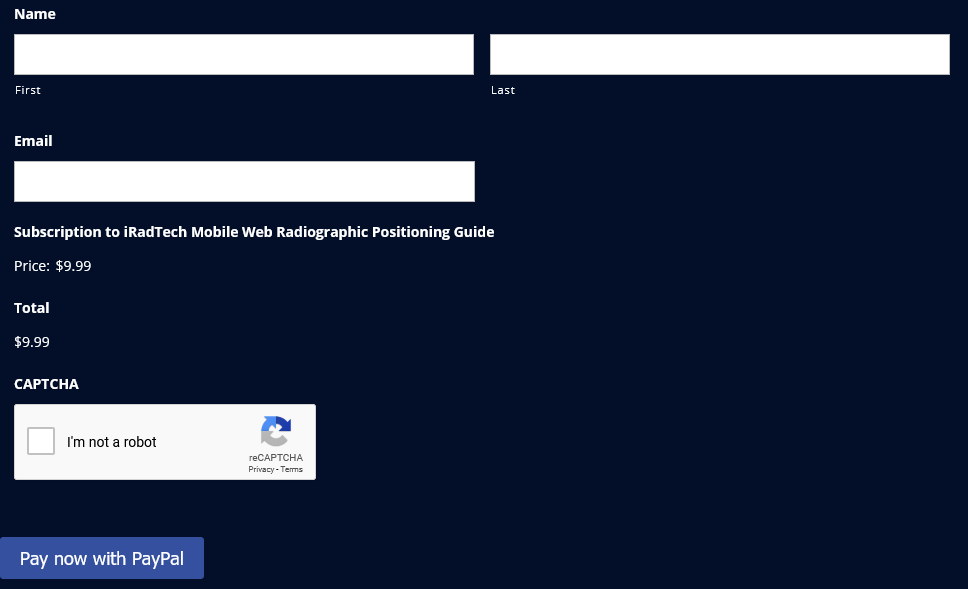 Name
First
Last
Email
Subscription to iRadTech Mobile Web Radiographic Positioning Guide
Price: $9.99
Total
$9.99
CAPTCHA
I'm not a robot
reCAPTCHA
Privacy - Terms
Pay now with PayPal